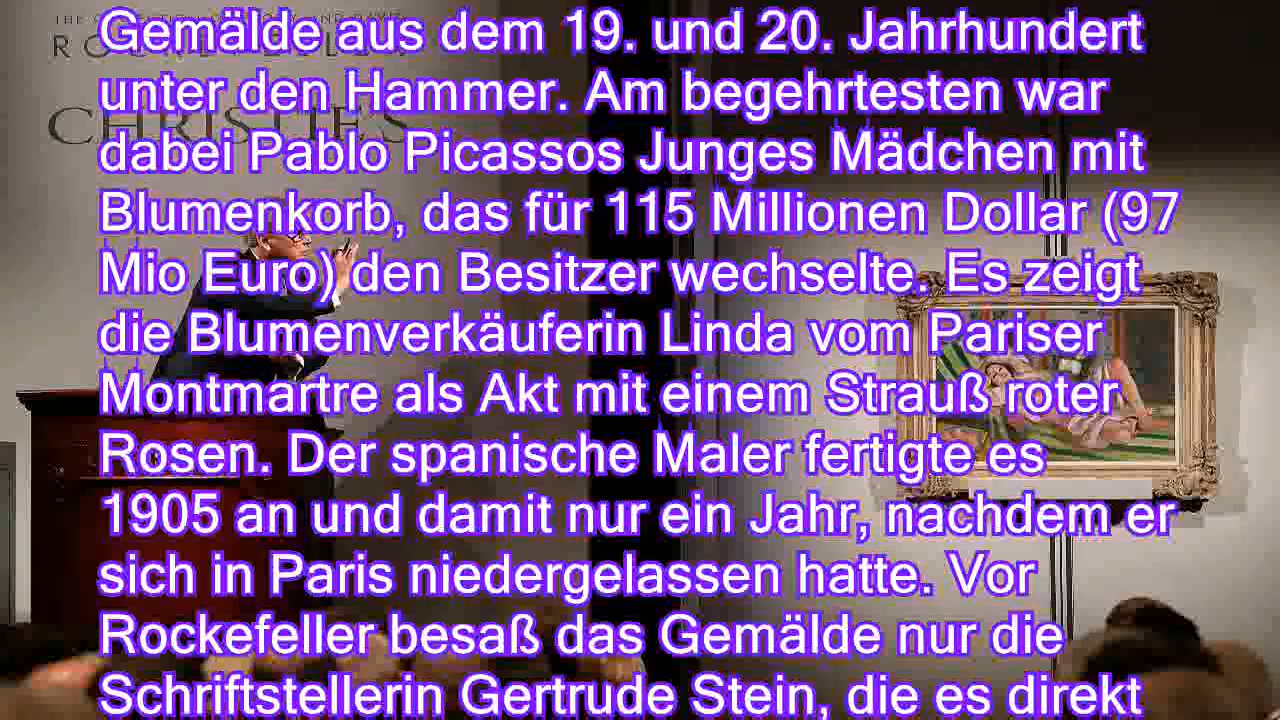 Gemälde aus dem 19. und 20. Jahrhundert
unter den Hammer. Am begehrtesten war
CHRISTIE'S
dabei Pablo Picassos Junges Mädchen mit
Blumenkorb, das für 115 Millionen Dollar (97
Mio Euro) den Besitzer wechselte. Es zeigt
die Blumenverkäuferin Linda vom Pariser
Montmartre als Akt mit einem Strauß roter
Rosen. Der spanische Maler fertigte es
1905 an und damit nur ein Jahr, nachdem er
sich in Paris niedergelassen hatte. Vor
Rockefeller besaß das Gemälde nur die
Schriftstellerin Gertrude Stein, die es direkt